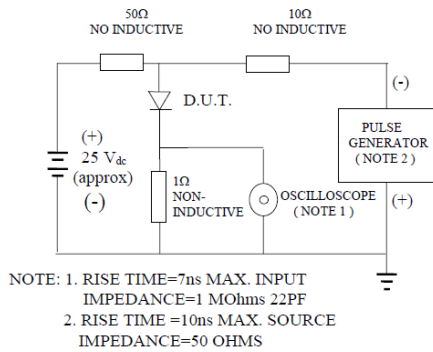 50Ω
NO INDUCTIVE
10Ω
NO INDUCTIVE
D.U.T.
(-)
(+)
25 Vdc
(approx)
(-)
1Ω
NON-
INDUCTIVE
OSCILLOSCOPE
( NOTE 1 )
PULSE
GENERATOR
( NOTE 2 )
(+)
NOTE: 1. RISE TIME=7ns MAX. INPUT
IMPEDANCE=1 MOhms 22PF
2. RISE TIME =10ns MAX. SOURCE
IMPEDANCE=50 OHMS